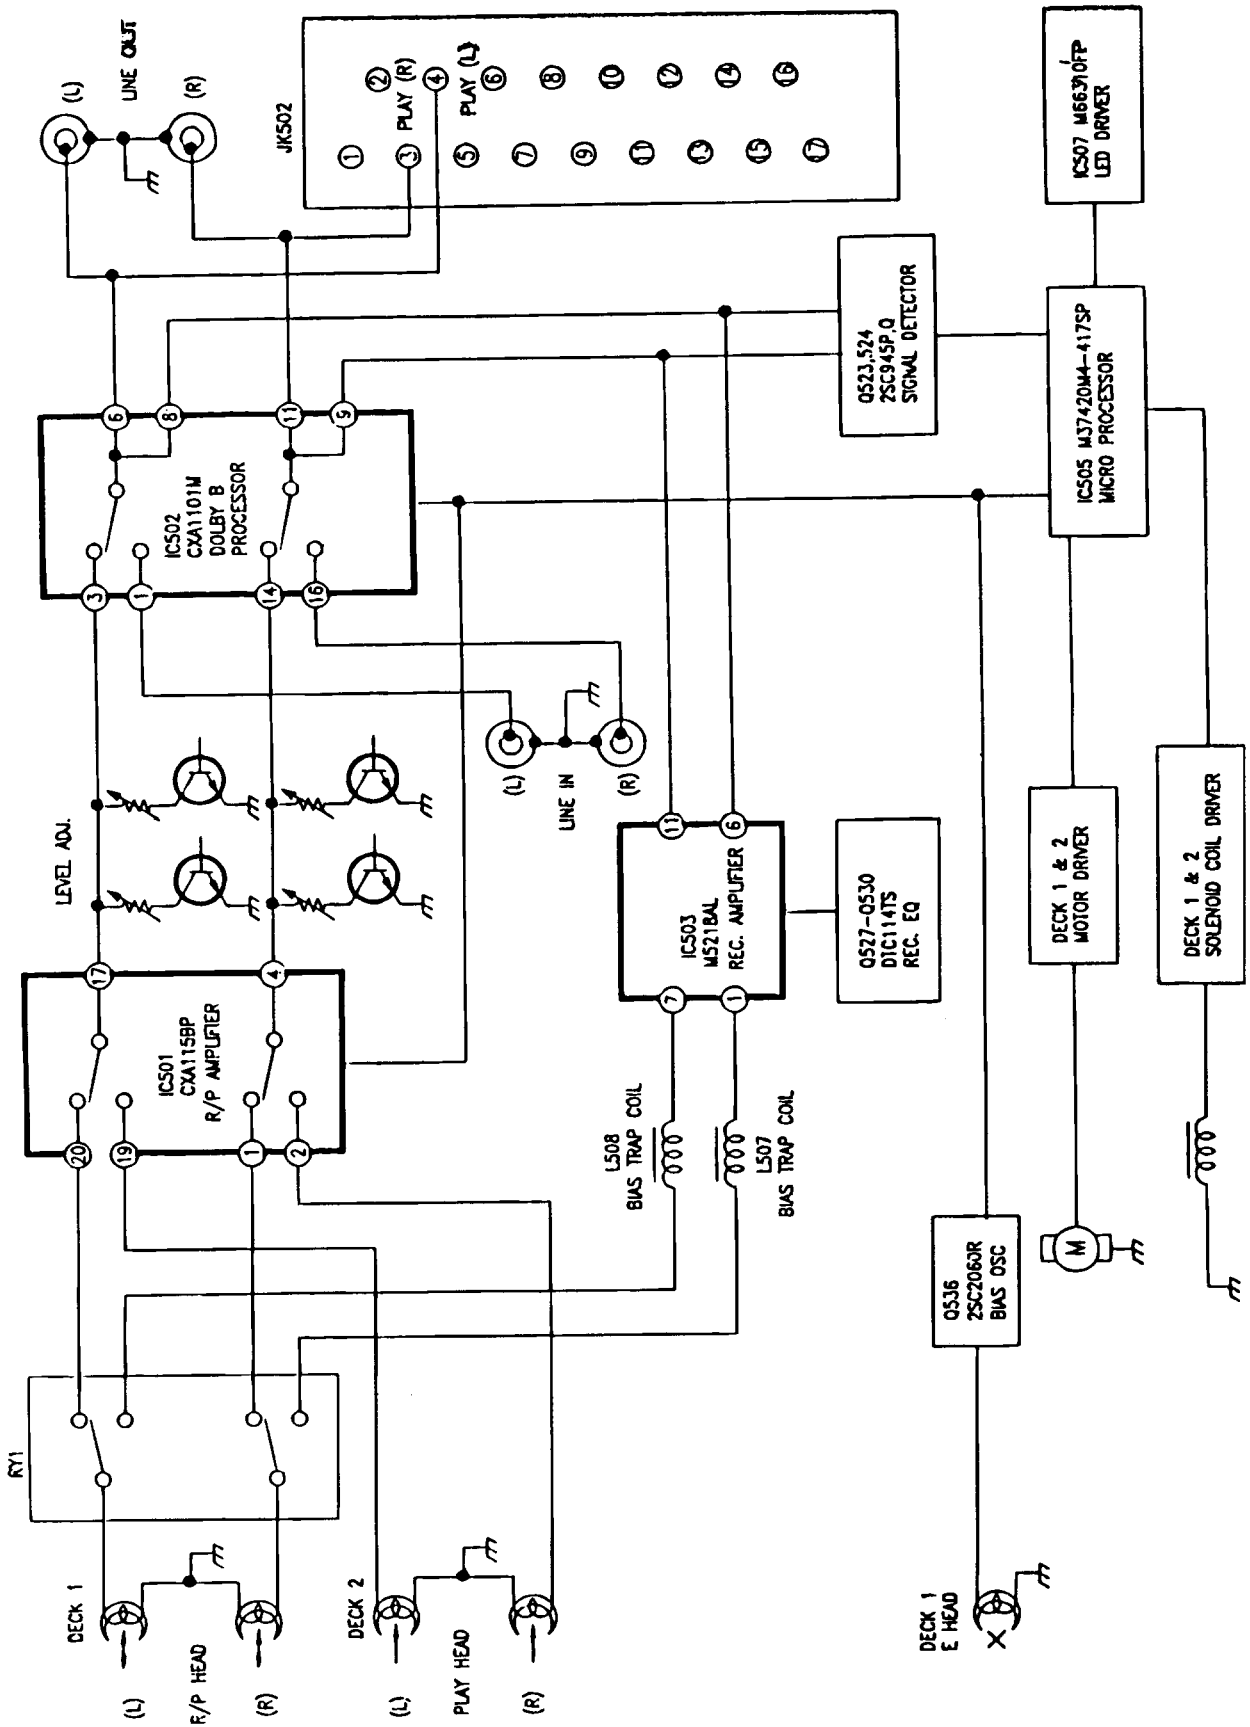 DECK 1
(L)
R/P HEAD
(R)
DECK 2
(L)
PLAY HEAD
(R)
RY1
20
19
1
2
IC501
CXA1158P
R/P AMPLIFIER
17
4
LEVEL ADJ.
3
1
14
16
IC502
CXA1101M
DOLBY B
PROCESSOR
6
8
11
9
(L)
LINE OUT
(R)
JK502
1
2
3
PLAY (R)
4
5
PLAY (L)
6
7
8
9
10
11
12
13
14
15
16
17
(L)
LINE IN
(R)
L508
BIAS TRAP COIL
L507
BIAS TRAP COIL
7
1
IC503
M5218AL
REC. AMPLIFIER
11
6
Q527-Q530
DTC114TS
REC. EQ
Q523,524
2SC945P,Q
SIGNAL DETECTOR
DECK 1
E HEAD
Q536
2SC2060R
BIAS OSC
M
DECK 1 & 2
MOTOR DRIVER
DECK 1 & 2
SOLENOID COIL DRIVER
IC505 M37420M4-417SP
MICRO PROCESSOR
IC507 M66310FP
LED DRIVER